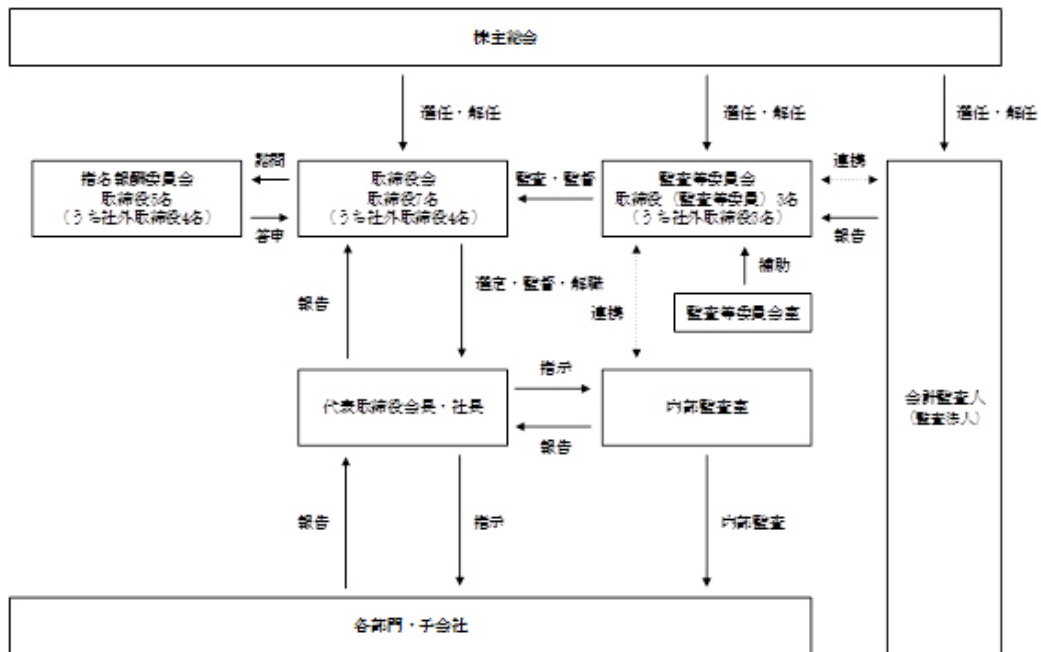 株主総会
選任・解任
選任・解任
選任・解任
指名報酬委員会
取締役5名
(うち社外取締役4名)
諮問
答申
取締役会
取締役7名
(うち社外取締役4名)
監査・監督
監査等委員会
取締役(監査等委員)3名
(うち社外取締役3名)
連携
報告
補助
監査等委員会室
報告
選定・監督・解職
連携
代表取締役会長・社長
指示
報告
内部監査室
会計監査人
(監査法人)
報告
指示
内部監査
各部門・子会社